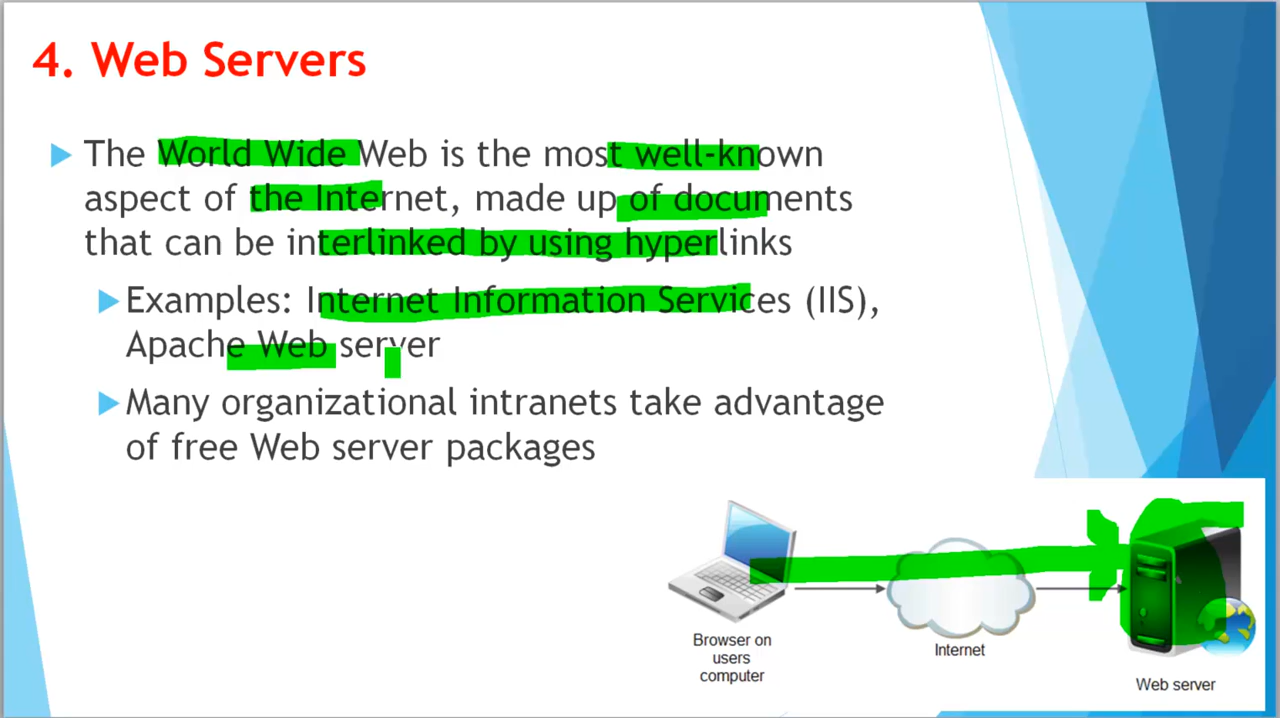 4. Web Servers
The World Wide Web is the most well-known
aspect of the Internet, made up of documents
that can be interlinked by using hyperlinks
Examples: Internet Information Services (IIS),
Apache Web server
Many organizational intranets take advantage
of free Web server packages
Browser on
users
computer
Internet
Web server